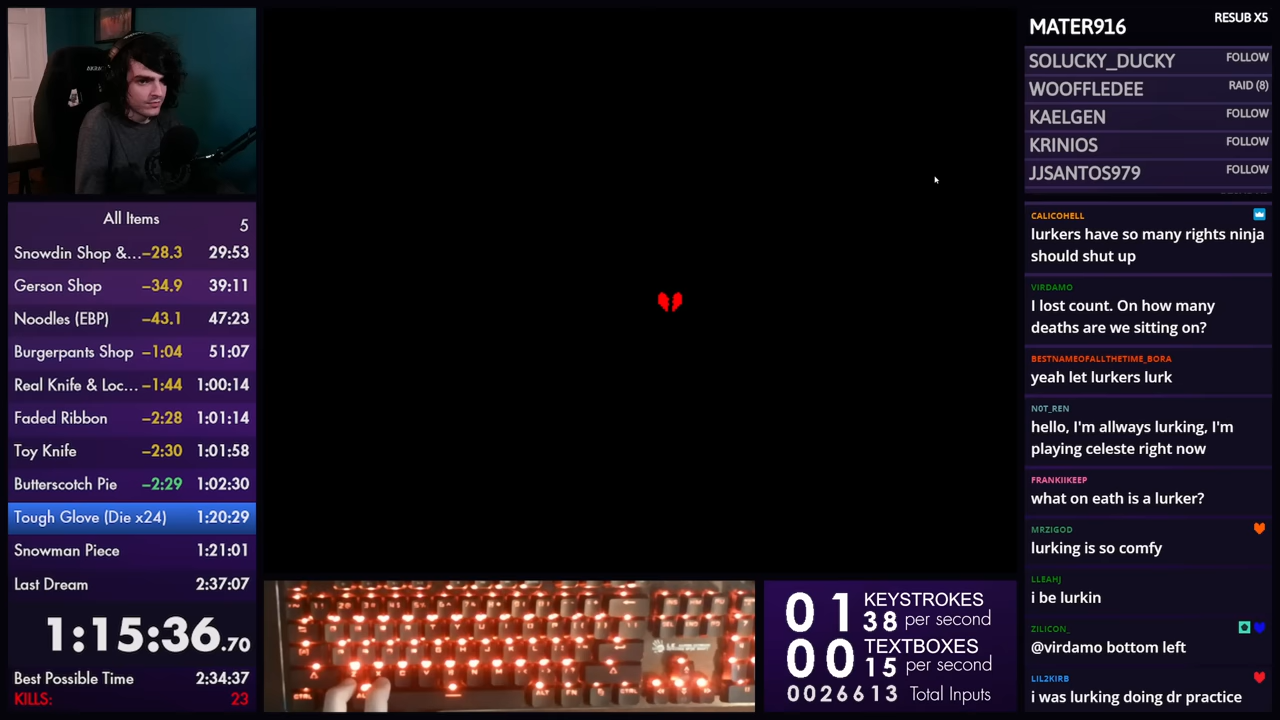 All Items
5
Snowdin Shop &... −28.3 29:53
Gerson Shop −34.9 39:11
Noodles (EBP) −43.1 47:23
Burgerpants Shop −1:04 51:07
Real Knife & Loc... −1:44 1:00:14
Faded Ribbon −2:28 1:01:14
Toy Knife −2:30 1:01:58
Butterscotch Pie −2:29 1:02:30
Tough Glove (Die x24) 1:20:29
Snowman Piece 1:21:01
Last Dream 2:37:07
1:15:36.70
Best Possible Time 2:34:37
KILLS: 23
01 KEYSTROKES
38 per second
00 TEXTBOXES
15 per second
0026613 Total Inputs
MATER916 RESUB X5
SOLUCKY_DUCKY FOLLOW
WOOFFLEDEE RAID (8)
KAELGEN FOLLOW
KRINIOS FOLLOW
JJSANTOS979 FOLLOW
CALICOHELL
lurkers have so many rights ninja
should shut up
VIRDAMO
I lost count. On how many
deaths are we sitting on?
BESTNAMEOFALLTHETIME_BORA
yeah let lurkers lurk
N0T_REN
hello, I'm allways lurking, I'm
playing celeste right now
FRANKIIKEEP
what on eath is a lurker?
MRZIGOD
lurking is so comfy
LLEAHJ
i be lurkin
ZILICON_
@virdamo bottom left
LIL2KIRB
i was lurking doing dr practice